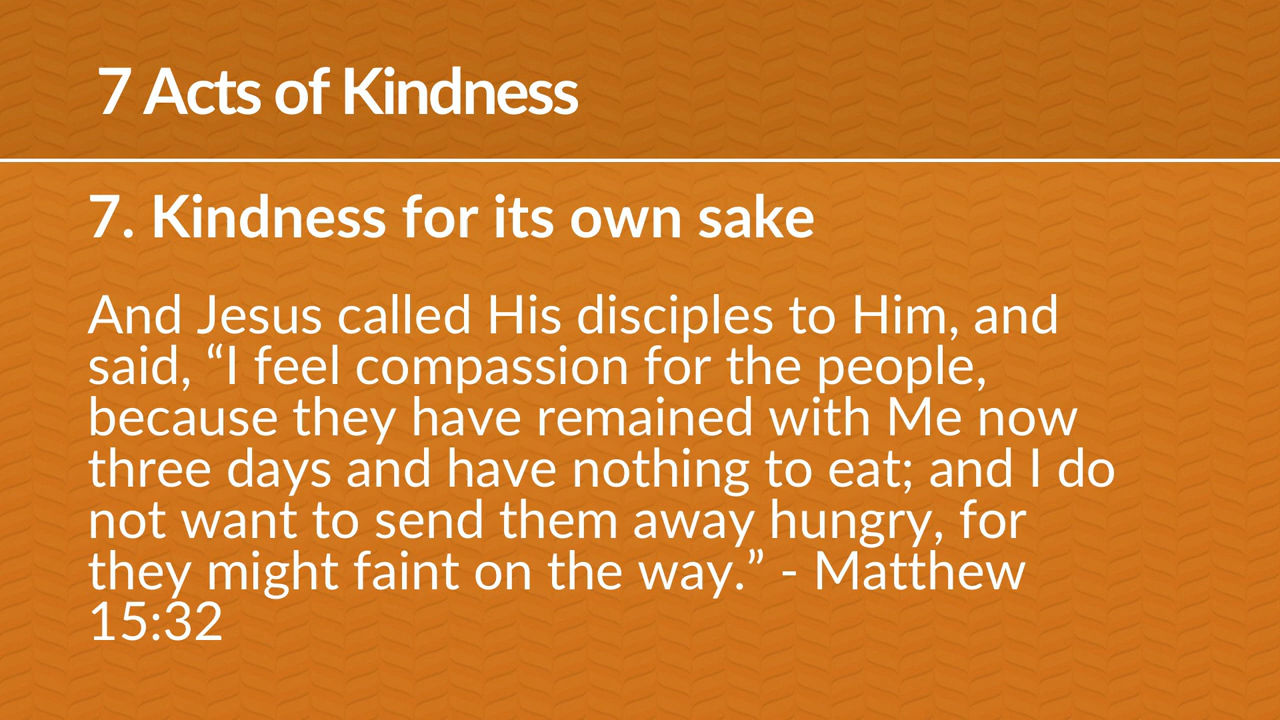 7 Acts of Kindness
7. Kindness for its own sake
And Jesus called His disciples to Him, and
said, “I feel compassion for the people,
because they have remained with Me now
three days and have nothing to eat; and I do
not want to send them away hungry, for
they might faint on the way.” - Matthew
15:32